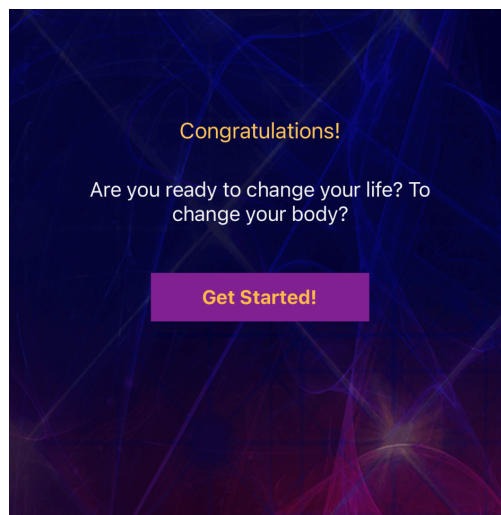 Congratulations!
Are you ready to change your life? To
change your body?
Get Started!